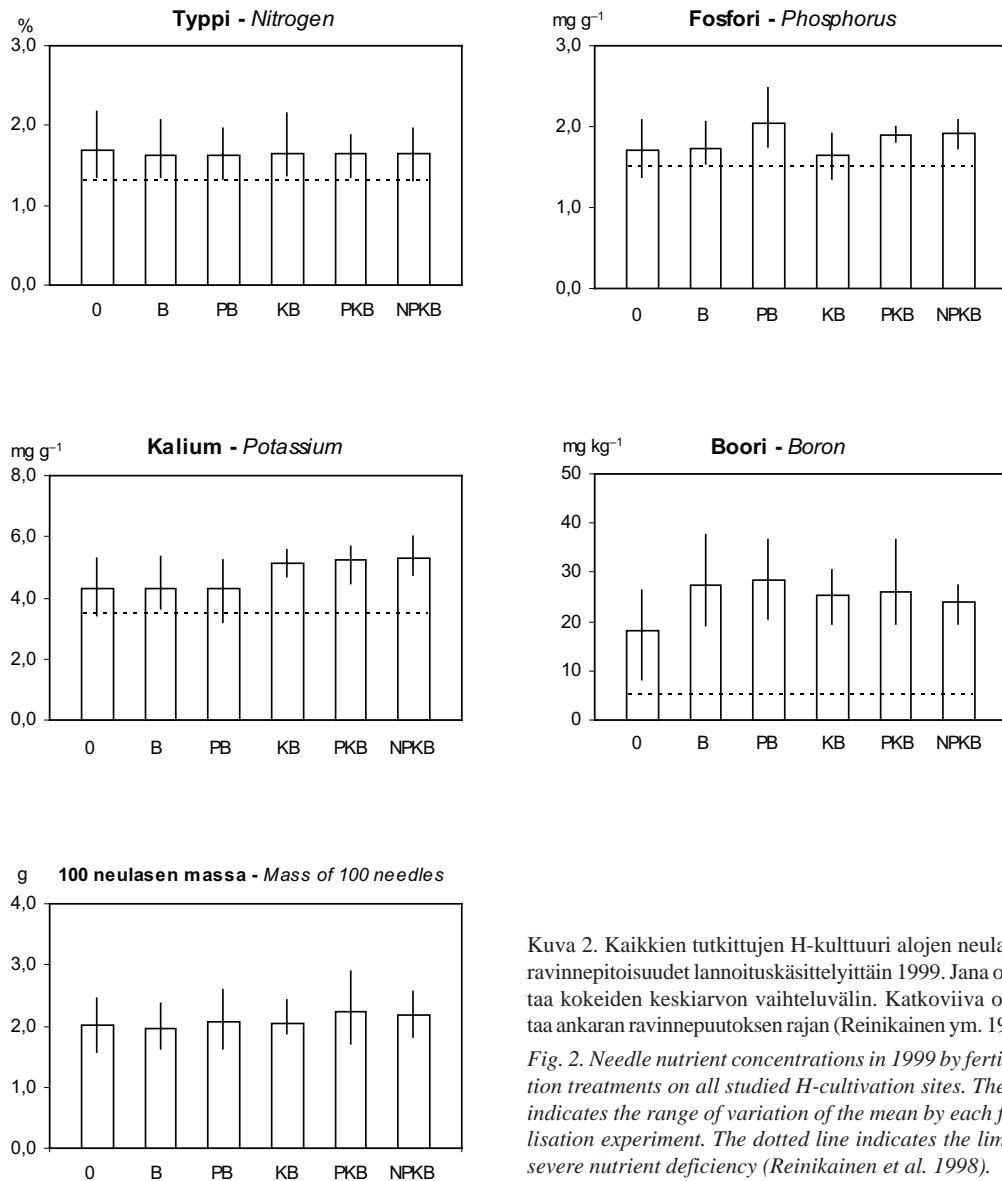 Typpi - Nitrogen
%
3,0
2,0
1,0
0,0
0 B PB KB PKB NPKB
Fosfori - Phosphorus
mg g⁻¹
3,0
2,0
1,0
0,0
0 B PB KB PKB NPKB
Kalium - Potassium
mg g⁻¹
8,0
6,0
4,0
2,0
0,0
0 B PB KB PKB NPKB
Boori - Boron
mg kg⁻¹
50
40
30
20
10
0
0 B PB KB PKB NPKB
100 neulasen massa - Mass of 100 needles
g
4,0
3,0
2,0
1,0
0,0
0 B PB KB PKB NPKB
Kuva 2. Kaikkien tutkittujen H-kulttuuri alojen neula
ravinnepitoisuudet lannoituskäsittelyittäin 1999. Jana o
taa kokeiden keskiarvon vaihteluvälin. Katkoviiva o
taa ankaran ravinnepuutoksen rajan (Reinikainen ym. 19
Fig. 2. Needle nutrient concentrations in 1999 by ferti
tion treatments on all studied H-cultivation sites. The
indicates the range of variation of the mean by each f
lisation experiment. The dotted line indicates the lim
severe nutrient deficiency (Reinikainen et al. 1998).